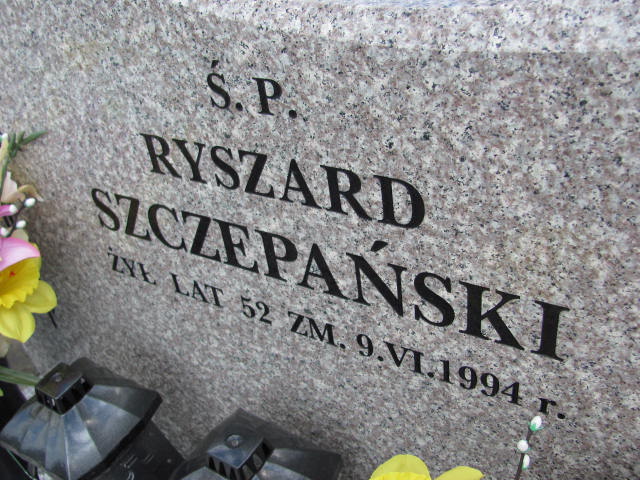 Ś.P.
RYSZARD
SZCZEPAŃSKI
ŻYŁ LAT 52 ZM. 9.VI.1994 r.